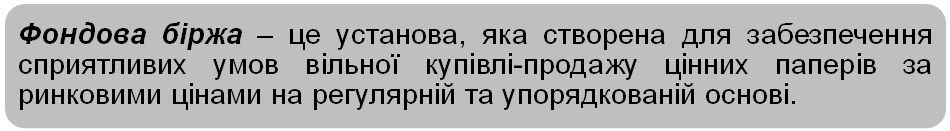 Фондова біржа – це установа, яка створена для забезпечення
сприятливих умов вільної купівлі-продажу цінних паперів за
ринковими цінами на регулярній та упорядкованій основі.